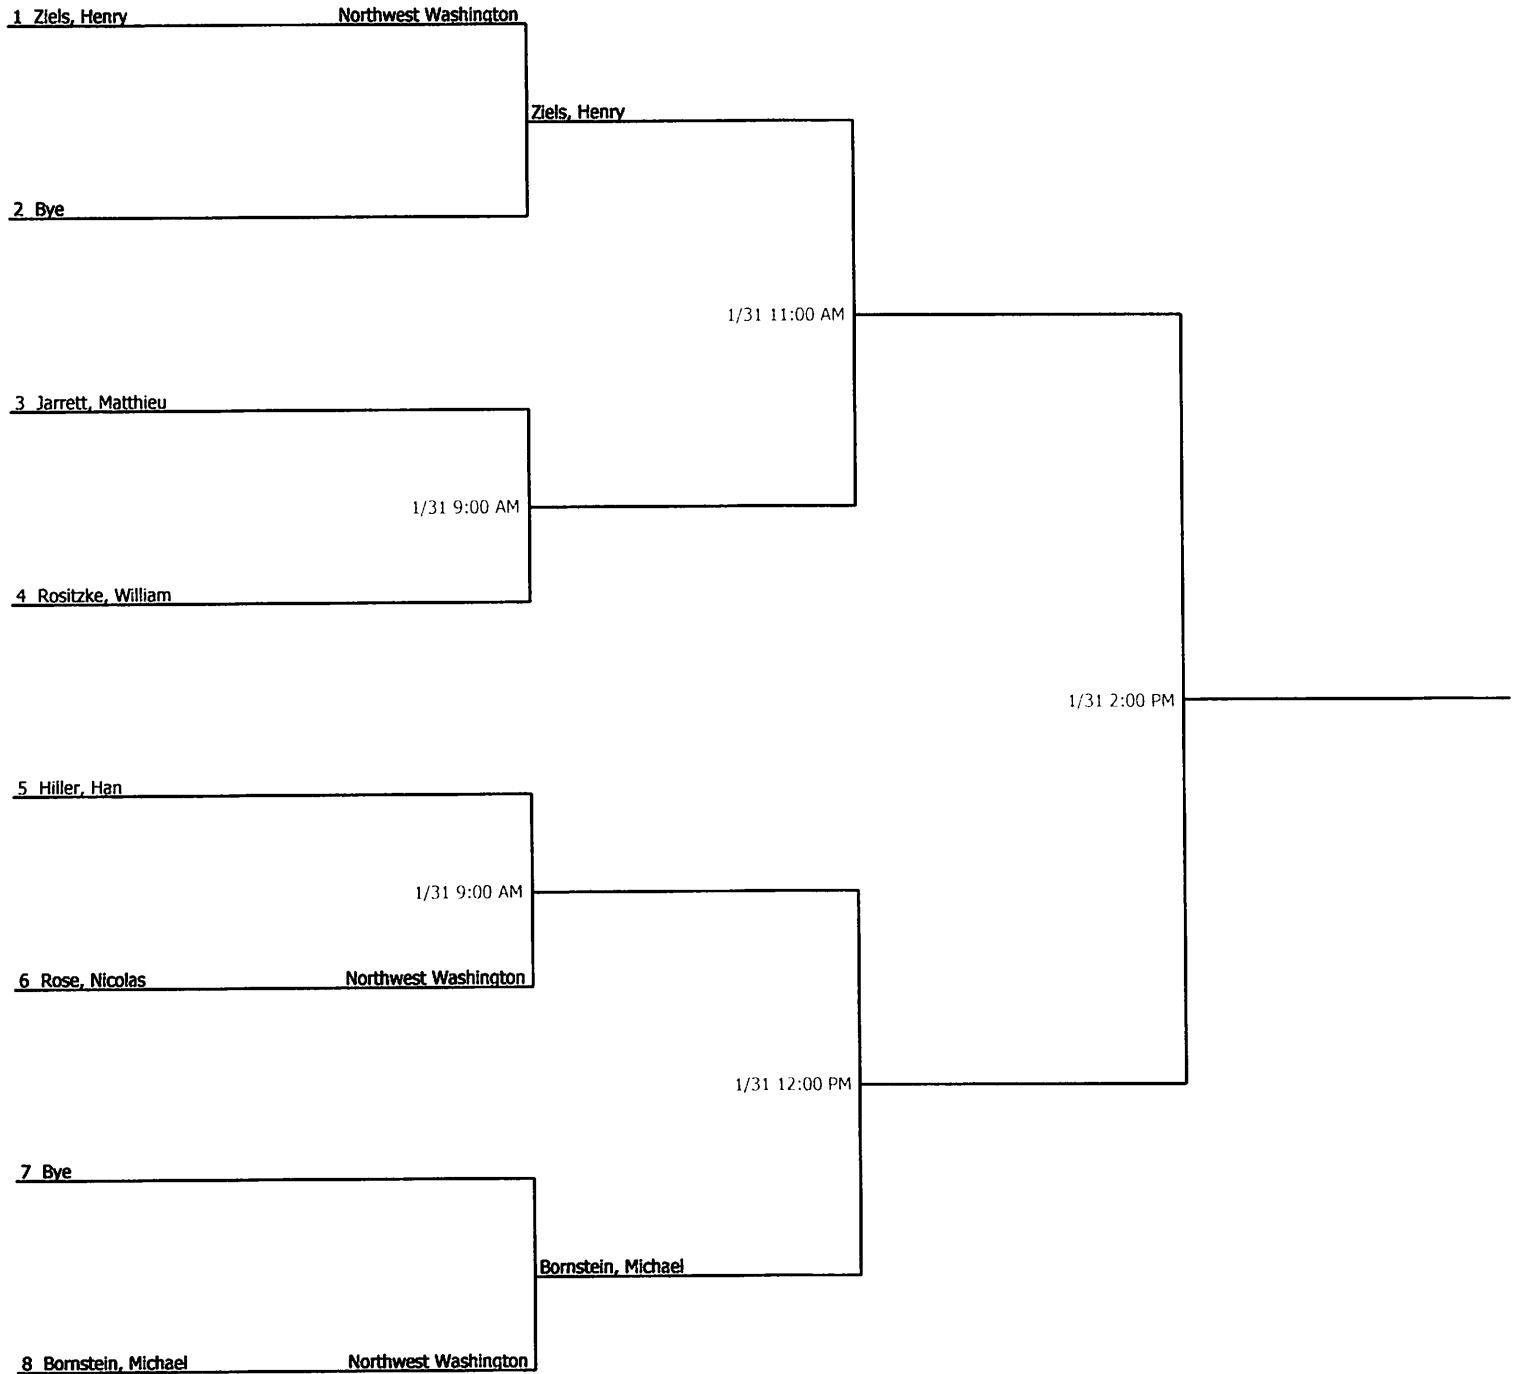 1 Ziels, Henry Northwest Washington
Ziels, Henry
2 Bye
1/31 11:00 AM
3 Jarrett, Matthieu
1/31 9:00 AM
4 Rositzke, William
1/31 2:00 PM
5 Hiller, Han
1/31 9:00 AM
6 Rose, Nicolas Northwest Washington
1/31 12:00 PM
7 Bye
Bornstein, Michael
8 Bornstein, Michael Northwest Washington